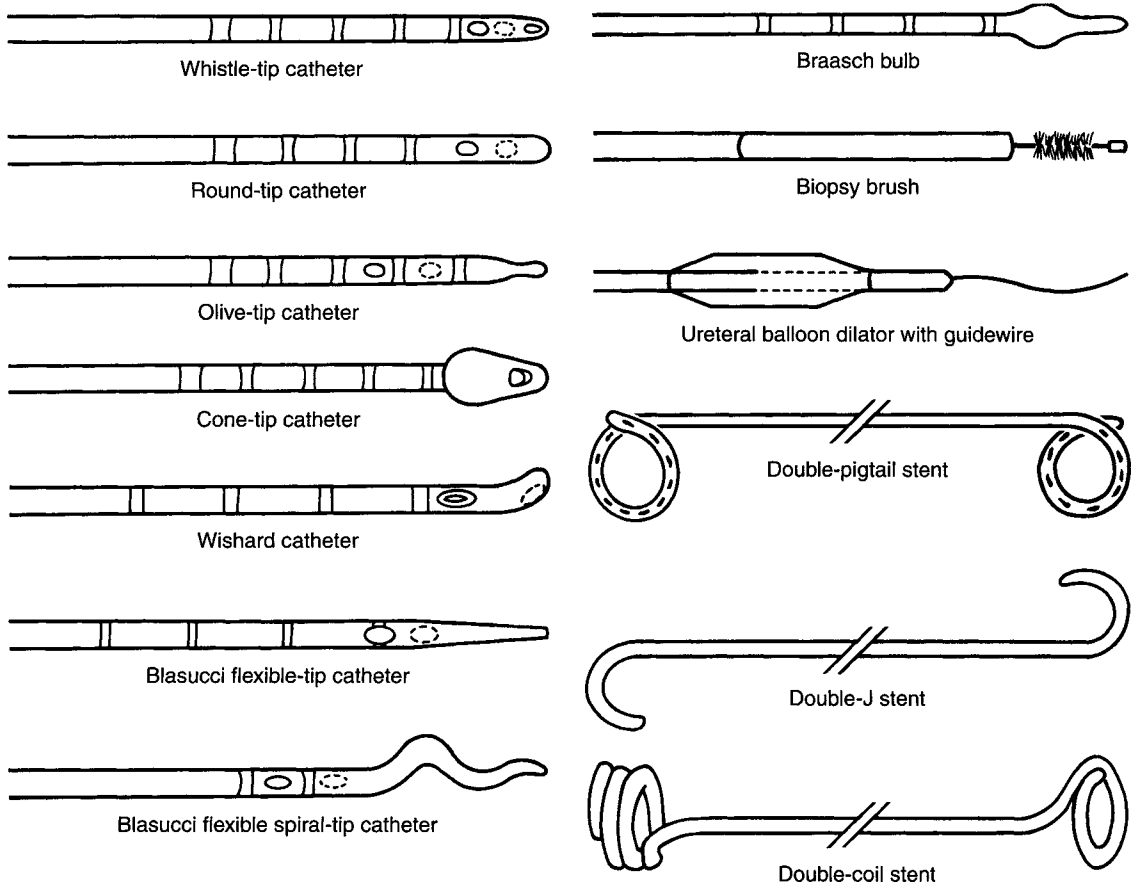 Whistle-tip catheter
Round-tip catheter
Olive-tip catheter
Cone-tip catheter
Wishard catheter
Blasucci flexible-tip catheter
Blasucci flexible spiral-tip catheter
Braasch bulb
Biopsy brush
Ureteral balloon dilator with guidewire
Double-pigtail stent
Double-J stent
Double-coil stent